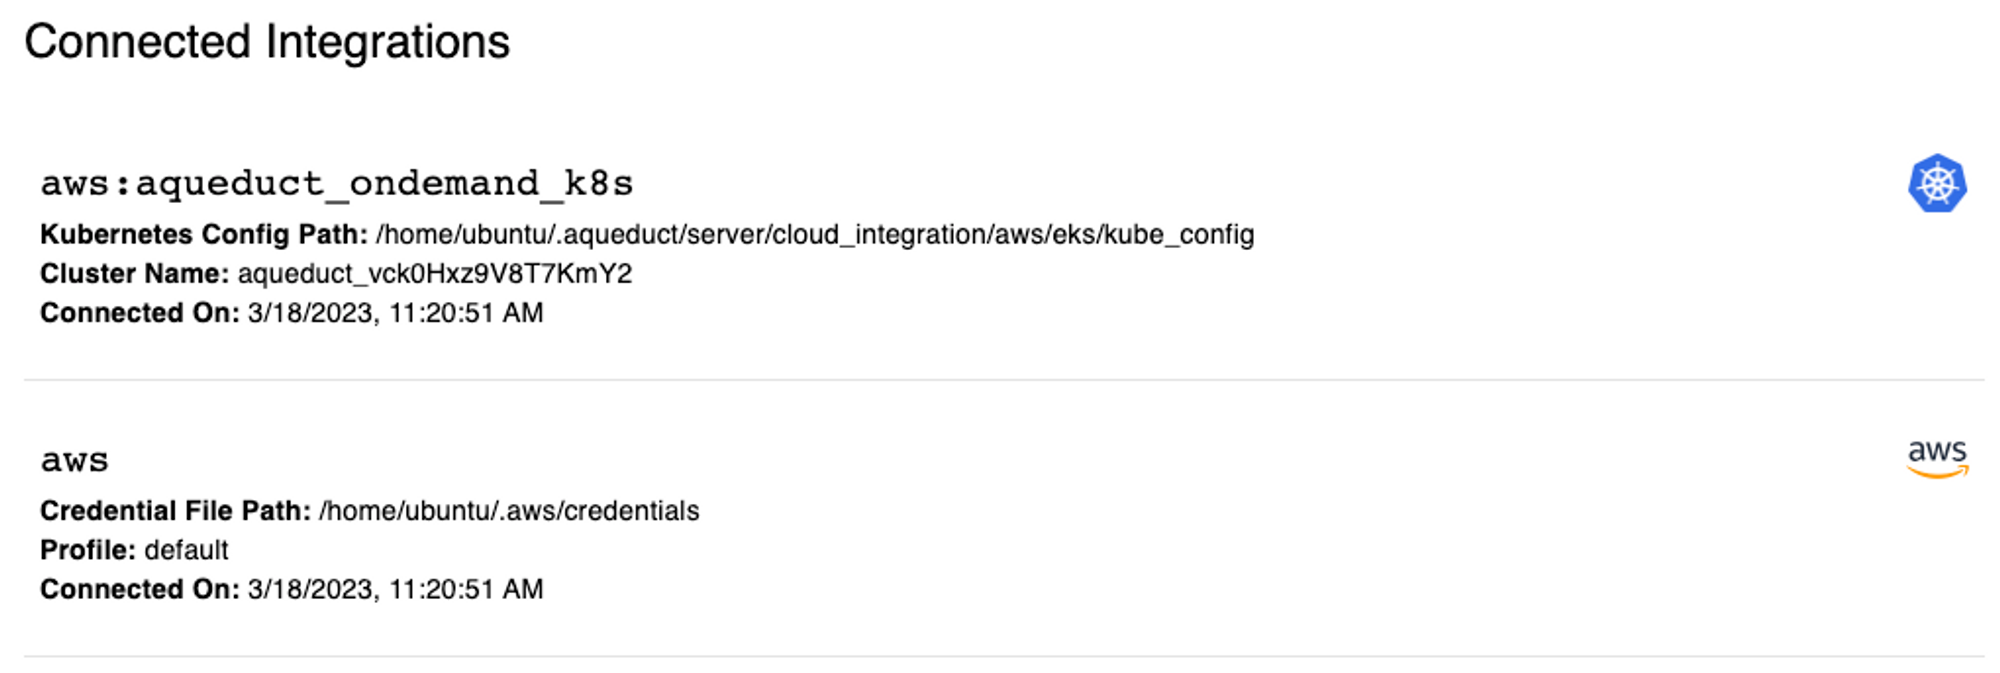 Connected Integrations
aws:aqueduct_ondemand_k8s
Kubernetes Config Path: /home/ubuntu/.aqueduct/server/cloud_integration/aws/eks/kube_config
Cluster Name: aqueduct_vck0Hxz9V8T7KmY2
Connected On: 3/18/2023, 11:20:51 AM
aws
aws
Credential File Path: /home/ubuntu/.aws/credentials
Profile: default
Connected On: 3/18/2023, 11:20:51 AM